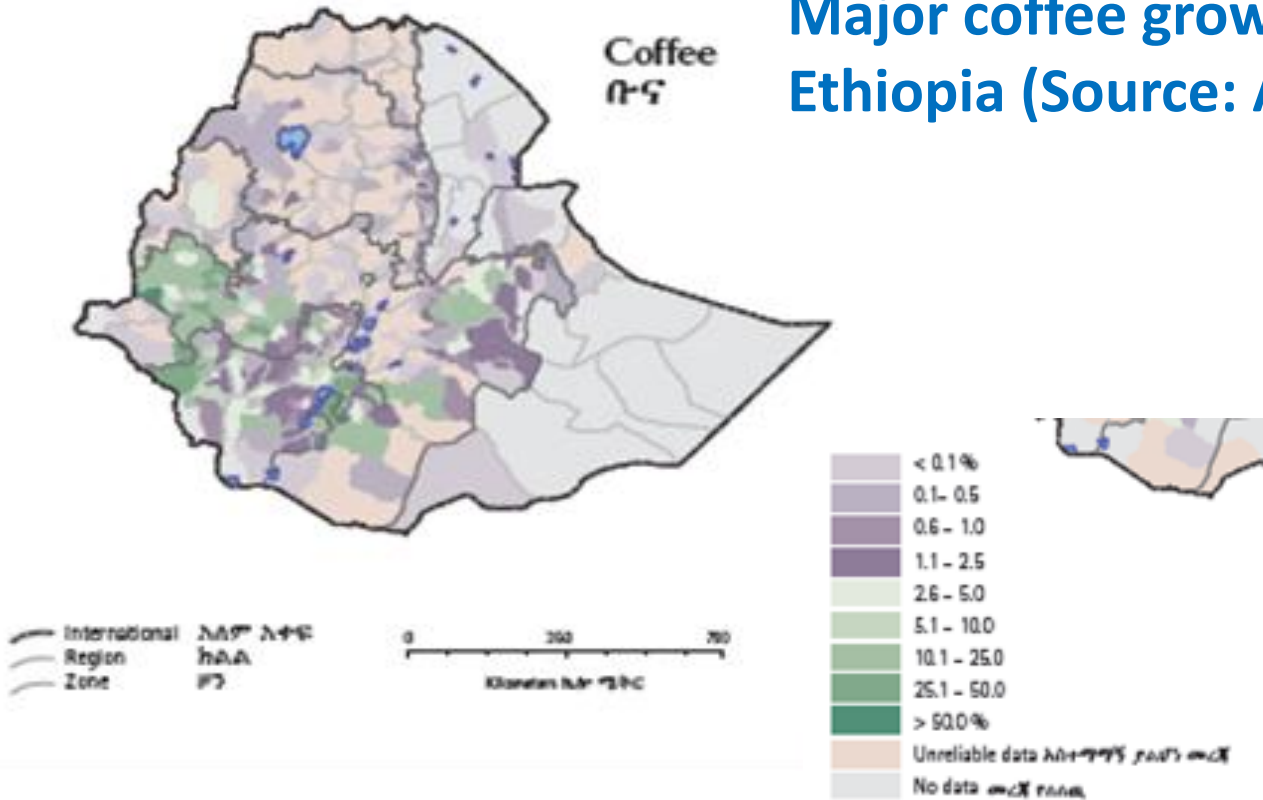 Major coffee grow
Ethiopia (Source: A
Coffee
ቡና
< 0.1%
0.1– 0.5
0.6 – 1.0
1.1 – 2.5
2.6 – 5.0
5.1 – 10.0
10.1 – 25.0
25.1 – 50.0
> 50.0%
Unreliable data
No data
International
Region ክልል
Zone ዞን
0
Kilometers